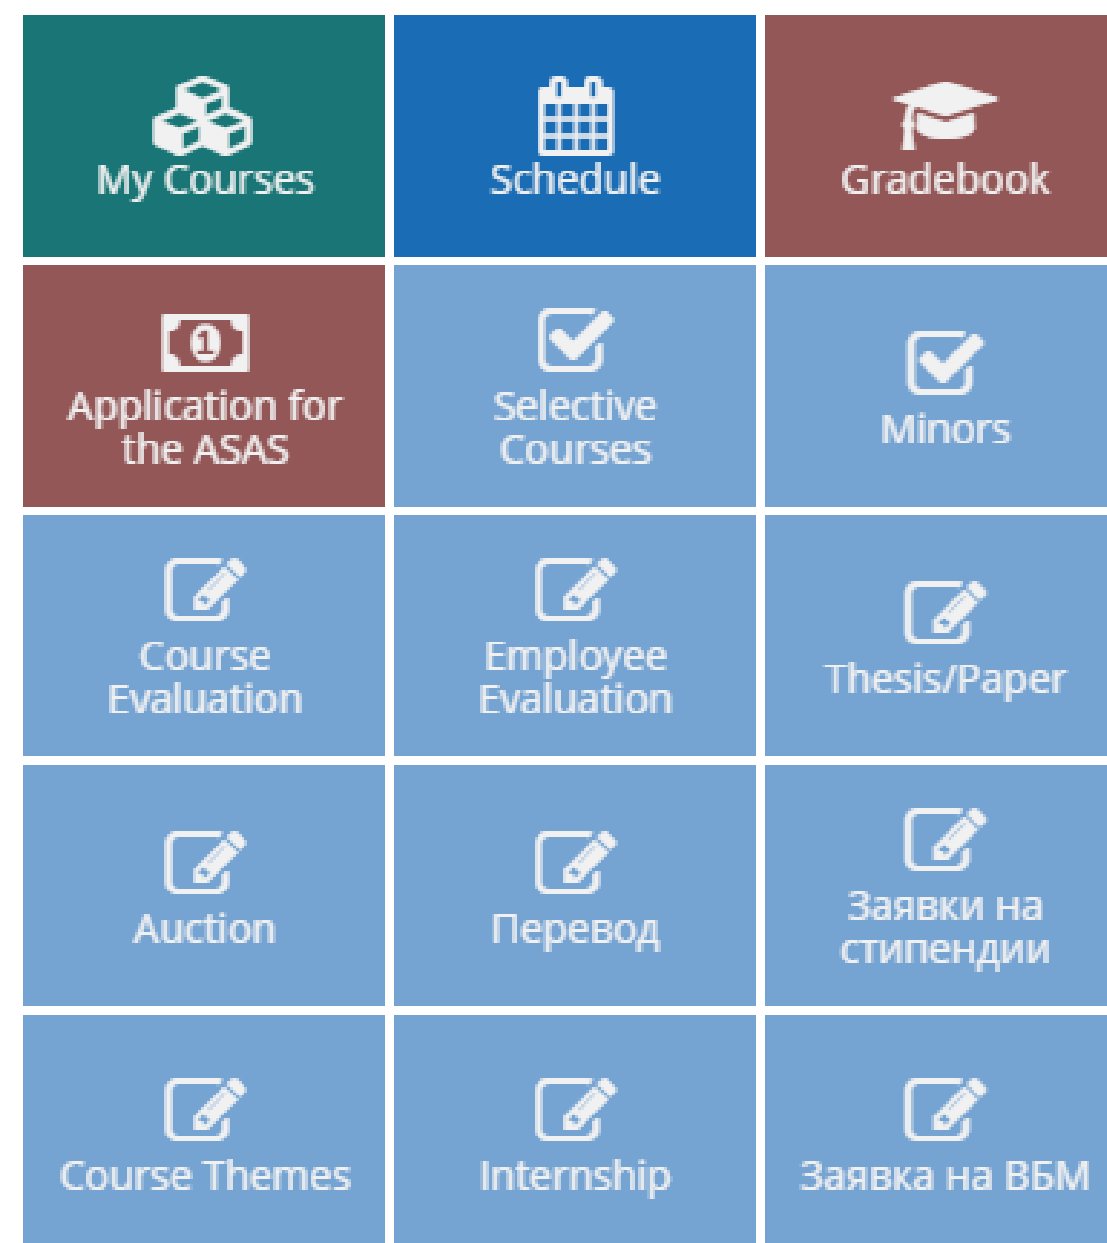 My Courses
Schedule
Gradebook
1
Application for
the ASAS
Selective
Courses
Minors
Course
Evaluation
Employee
Evaluation
Thesis/Paper
Auction
Перевод
Заявки на
стипендии
Course Themes
Internship
Заявка на ВБМ